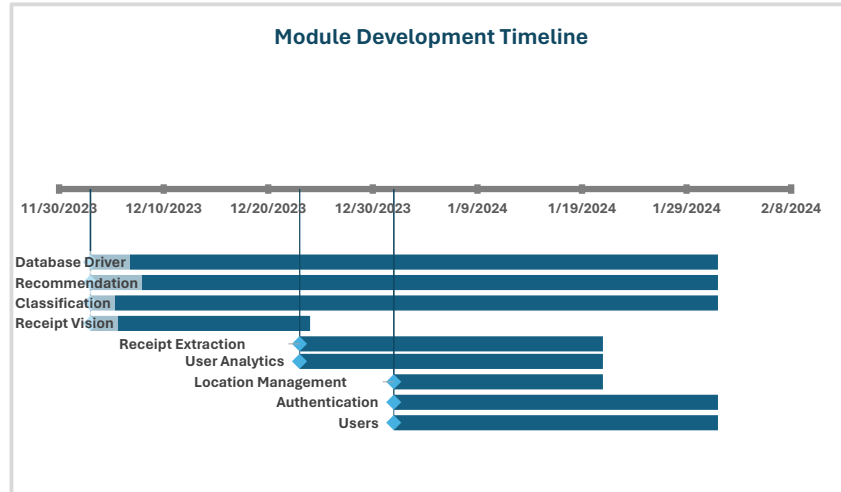 Module Development Timeline
11/30/2023 12/10/2023 12/20/2023 12/30/2023 1/9/2024 1/19/2024 1/29/2024 2/8/2024
Database Driver
Recommendation
Classification
Receipt Vision
Receipt Extraction
User Analytics
Location Management
Authentication
Users